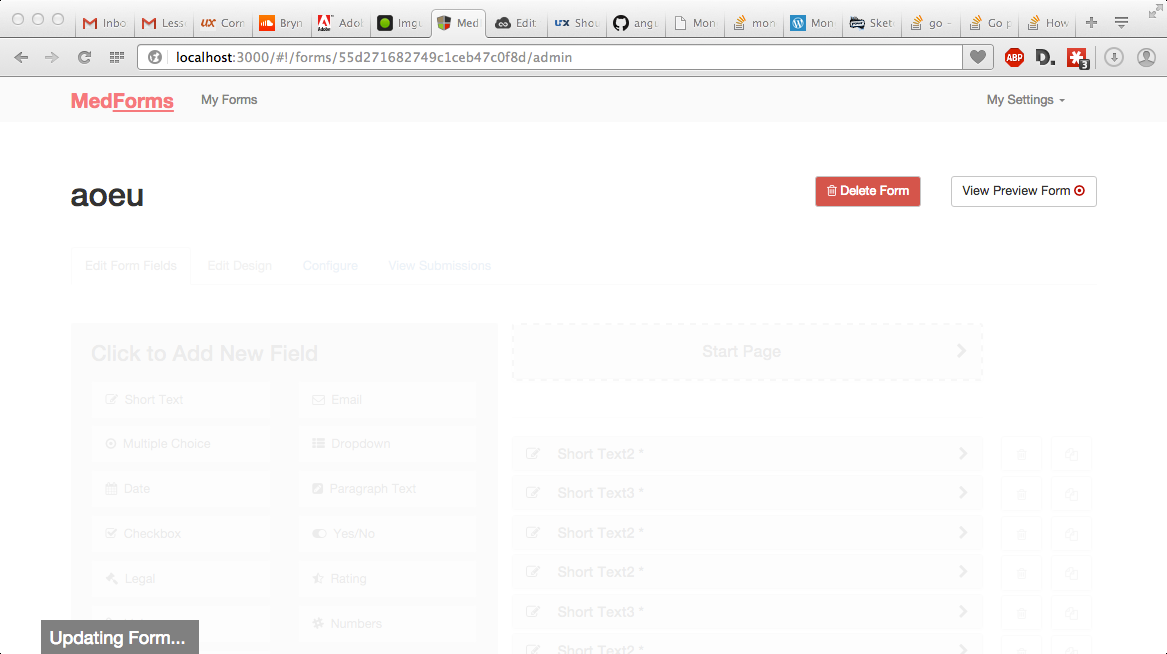 Inbo
Less
Corr
Bryn
Adol
Imgu
Med
Edit
Shou
angu
Mon
mon
Mon
Sket
go -
Go p
How
localhost:3000/#!/forms/55d271682749c1ceb47c0f8d/admin
ABP
D.
3
MedForms
My Forms
My Settings
aoeu
Delete Form
View Preview Form
Edit Form Fields
Edit Design
Configure
View Submissions
Click to Add New Field
Start Page
Short Text
Email
Multiple Choice
Dropdown
Short Text2 *
Date
Paragraph Text
Short Text3 *
Checkbox
Yes/No
Short Text2 *
Legal
Rating
Short Text2 *
Short Text3 *
Numbers
Updating Form...
Short Text2 *